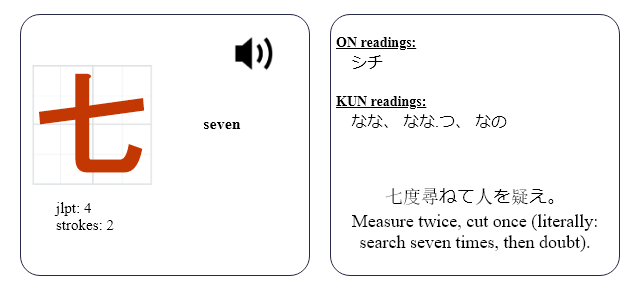 七
seven
jlpt: 4
strokes: 2
ON readings:
シチ
KUN readings:
なな、 なな.つ、 なの
七度尋ねて人を疑え。
Measure twice, cut once (literally:
search seven times, then doubt).